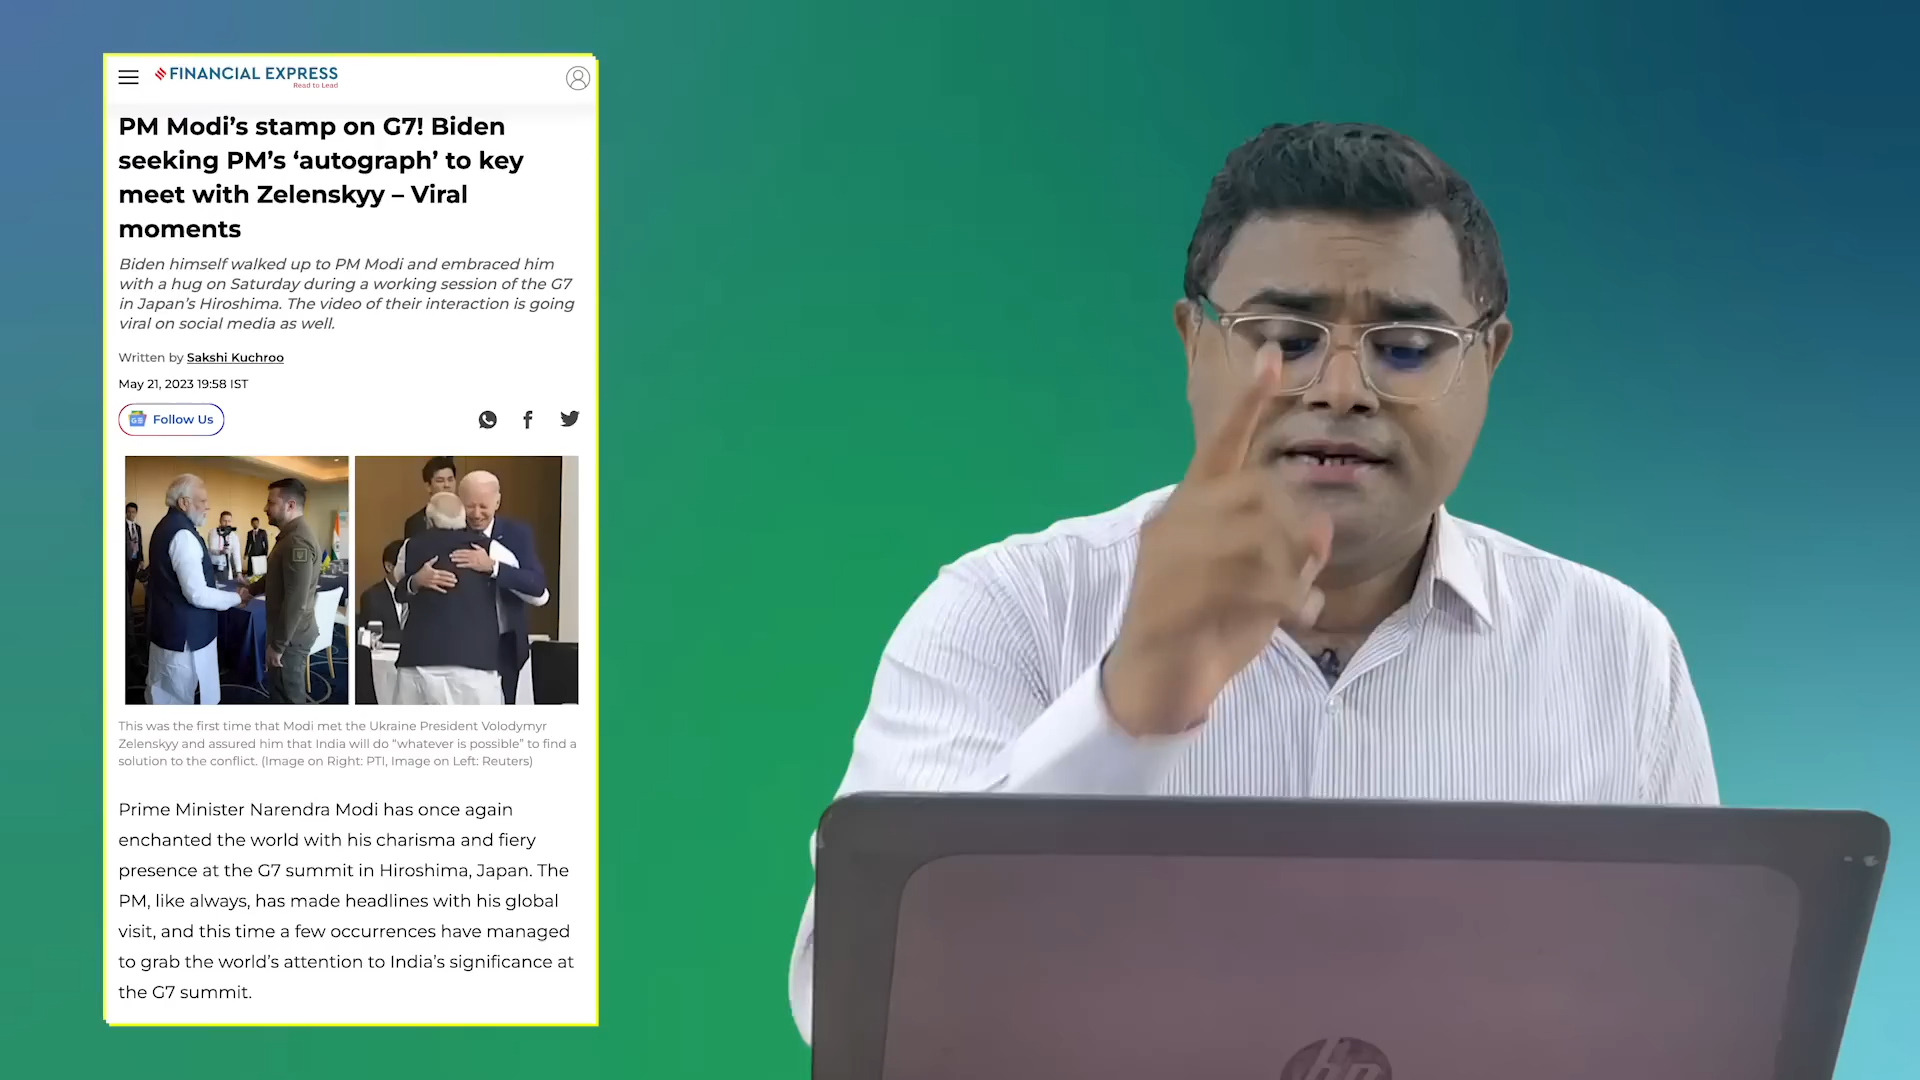 FINANCIAL EXPRESS
Read to Lead
PM Modi’s stamp on G7! Biden
seeking PM’s ‘autograph’ to key
meet with Zelenskyy – Viral
moments
Biden himself walked up to PM Modi and embraced him
with a hug on Saturday during a working session of the G7
in Japan’s Hiroshima. The video of their interaction is going
viral on social media as well.
Written by Sakshi Kuchroo
May 21, 2023 19:58 IST
Follow Us
This was the first time that Modi met the Ukraine President Volodymyr
Zelenskyy and assured him that India will do “whatever is possible” to find a
solution to the conflict. (Image on Right: PTI, Image on Left: Reuters)
Prime Minister Narendra Modi has once again
enchanted the world with his charisma and fiery
presence at the G7 summit in Hiroshima, Japan. The
PM, like always, has made headlines with his global
visit, and this time a few occurrences have managed
to grab the world’s attention to India’s significance at
the G7 summit.
hp